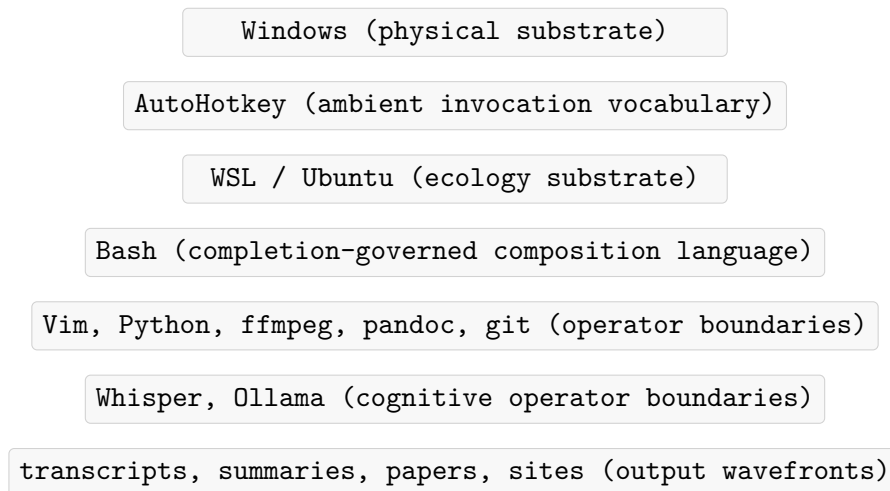 Windows (physical substrate)
AutoHotkey (ambient invocation vocabulary)
WSL / Ubuntu (ecology substrate)
Bash (completion-governed composition language)
Vim, Python, ffmpeg, pandoc, git (operator boundaries)
Whisper, Ollama (cognitive operator boundaries)
transcripts, summaries, papers, sites (output wavefronts)